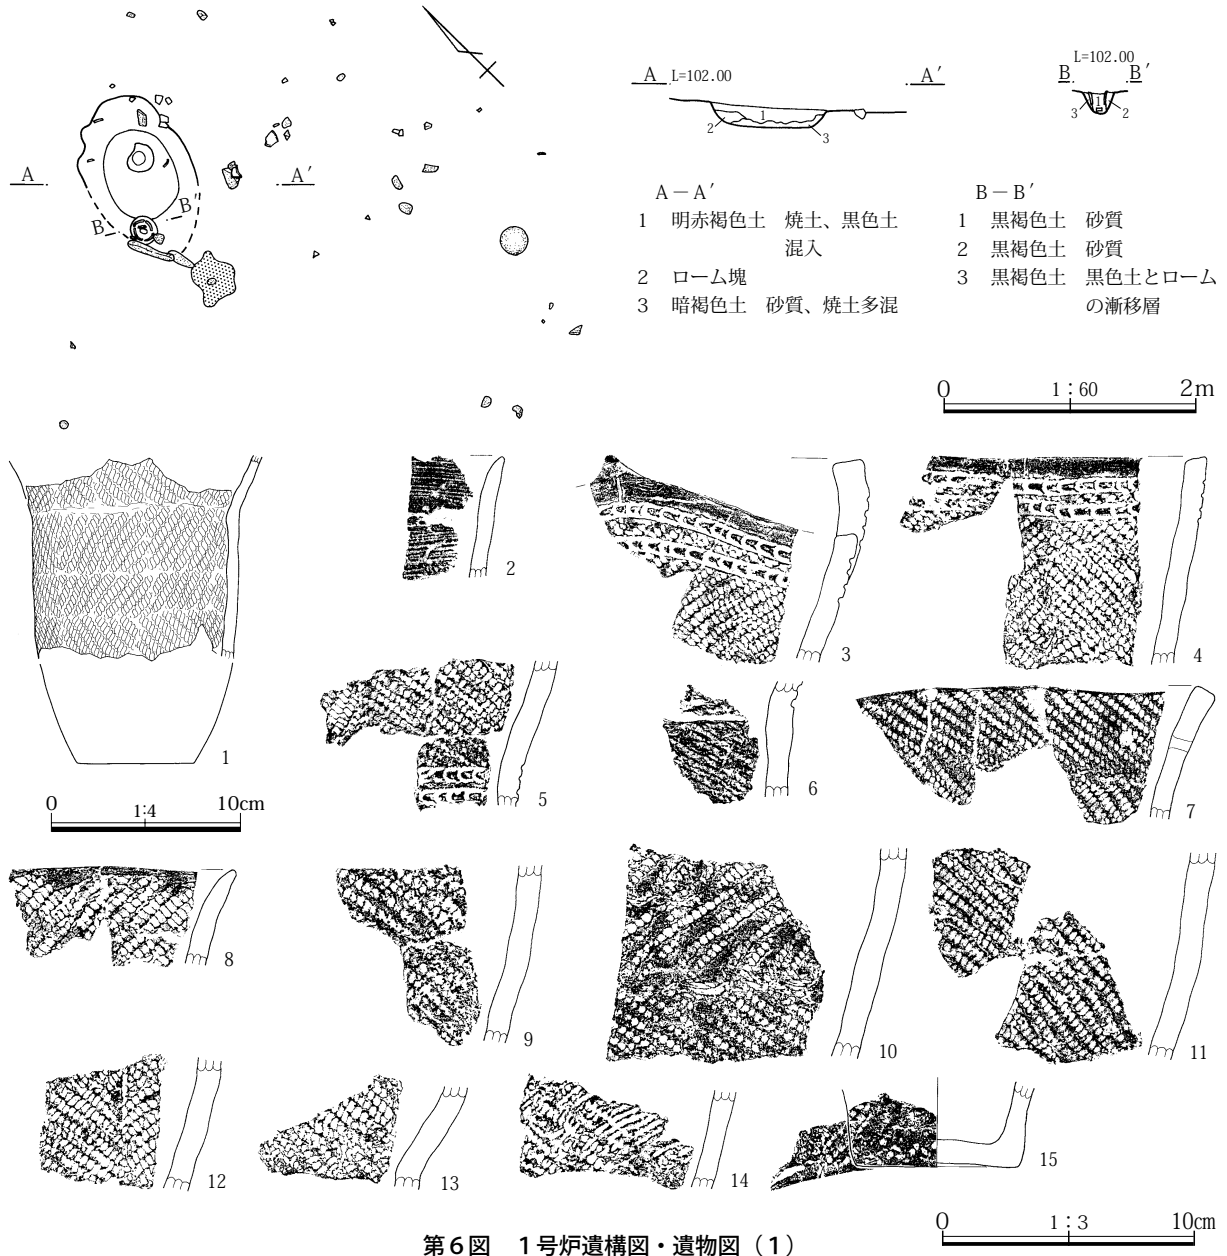 A
A′
B
B′
A L=102.00 A′
1
2
3
L=102.00
B B′
1
3 2
A－A′
1 明赤褐色土 焼土、黒色土
混入
2 ローム塊
3 暗褐色土 砂質、焼土多混
B－B′
1 黒褐色土 砂質
2 黒褐色土 砂質
3 黒褐色土 黒色土とローム
の漸移層
0 1：60 2m
1
2
3
4
5
6
7
0 1:4 10cm
8
9
10
11
12
13
14
15
0 1：3 10cm
第６図 １号炉遺構図・遺物図（１）